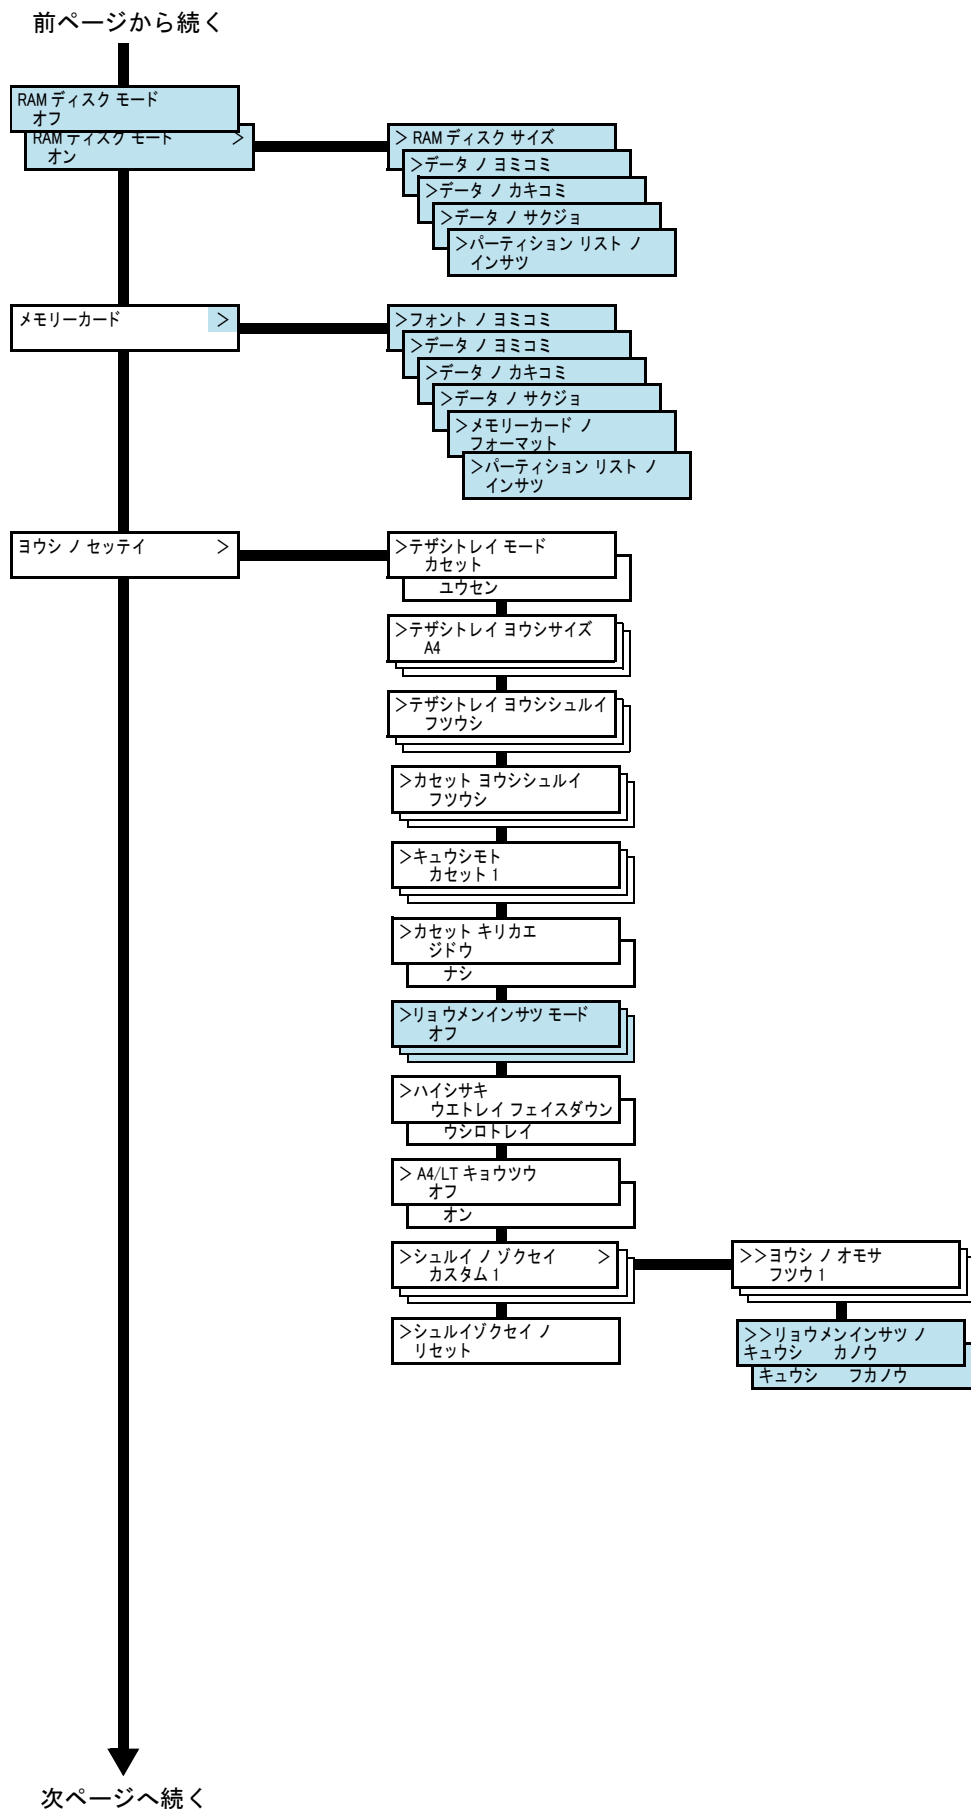 前ページから続く
RAM ディスク モード
オフ
RAM ディスク モード >
オン
> RAM ディスク サイズ
>データ ノ ヨミコミ
>データ ノ カキコミ
>データ ノ サクジョ
>パーティション リスト ノ
インサツ
メモリーカード >
>フォント ノ ヨミコミ
>データ ノ ヨミコミ
>データ ノ カキコミ
>データ ノ サクジョ
>メモリーカード ノ
フォーマット
>パーティション リスト ノ
インサツ
ヨウシ ノ セッテイ >
>テザシトレイ モード
カセット
ユウセン
>テザシトレイ ヨウシサイズ
A4
>テザシトレイ ヨウシシュルイ
フツウシ
>カセット ヨウシシュルイ
フツウシ
>キュウシモト
カセット 1
>カセット キリカエ
ジドウ
ナシ
>リョウメンインサツ モード
オフ
>ハイシサキ
ウエトレイ フェイスダウン
ウシロトレイ
> A4/LT キョウツウ
オフ
オン
>シュルイ ノ ゾクセイ >
カスタム 1
>>ヨウシ ノ オモサ
フツウ 1
>>リョウメンインサツ ノ
キュウシ カノウ
キュウシ フカノウ
>シュルイゾクセイ ノ
リセット
次ページへ続く